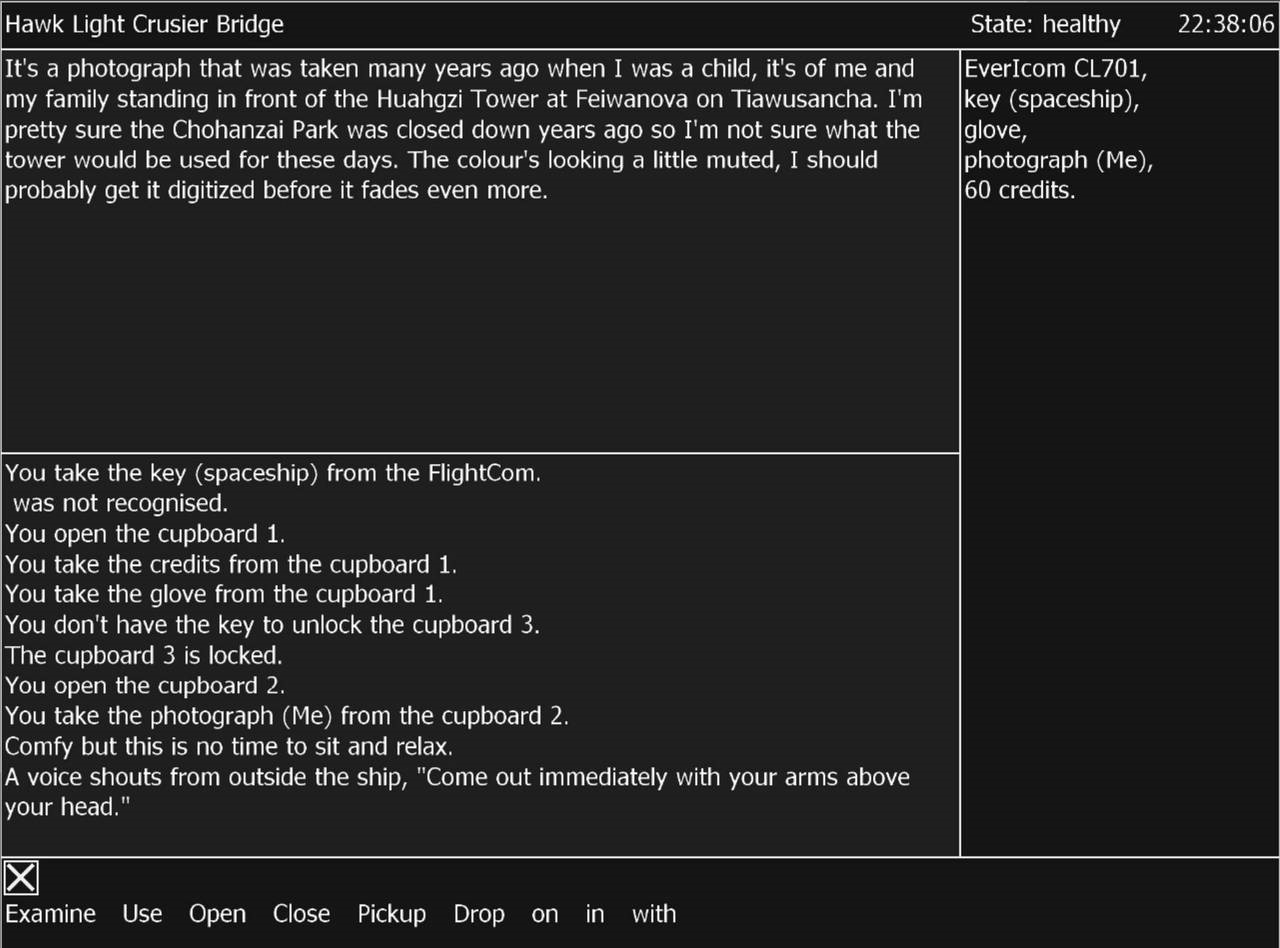 Hawk Light Crusier Bridge
State: healthy
22:38:06
It's a photograph that was taken many years ago when I was a child, it's of me and
my family standing in front of the Huahgzi Tower at Feiwanova on Tiawusancha. I'm
pretty sure the Chohanzai Park was closed down years ago so I'm not sure what the
tower would be used for these days. The colour's looking a little muted, I should
probably get it digitized before it fades even more.
EverIcom CL701,
key (spaceship),
glove,
photograph (Me),
60 credits.
You take the key (spaceship) from the FlightCom.
was not recognised.
You open the cupboard 1.
You take the credits from the cupboard 1.
You take the glove from the cupboard 1.
You don't have the key to unlock the cupboard 3.
The cupboard 3 is locked.
You open the cupboard 2.
You take the photograph (Me) from the cupboard 2.
Comfy but this is no time to sit and relax.
A voice shouts from outside the ship, "Come out immediately with your arms above
your head."
Examine Use Open Close Pickup Drop on in with